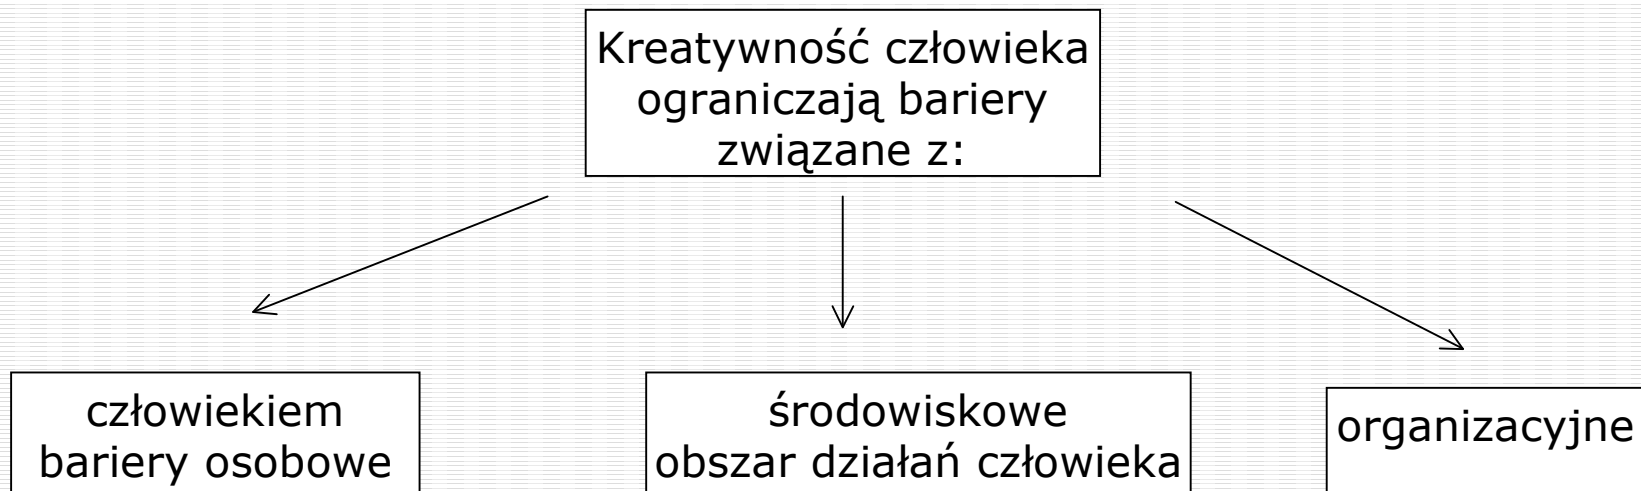 Kreatywność człowieka
ograniczają bariery
związane z:
człowiekiem
bariery osobowe
środowiskowe
obszar działań człowieka
organizacyjne